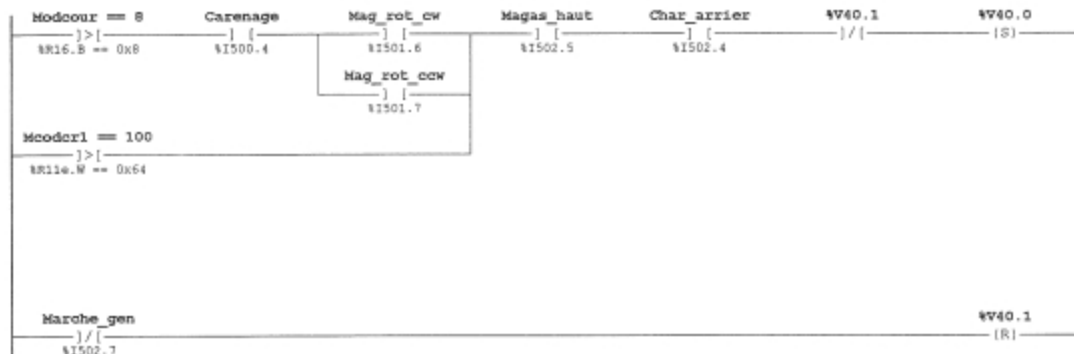 Modcour == 8 Carenage Mag_rot_cw Magas_haut Char_arrier %V40.1 %V40.0
]>[ ] [ ] [ ] [ ] [ ]/[ (S)
%R16.B == 0x8 %I500.4 %I501.6 %I502.5 %I502.4
Mag_rot_ccw
] [
%I501.7
Mcodcr1 == 100
]>[
%R11e.W == 0x64
Marche_gen %V40.1
]/[ (R)
%I502.7